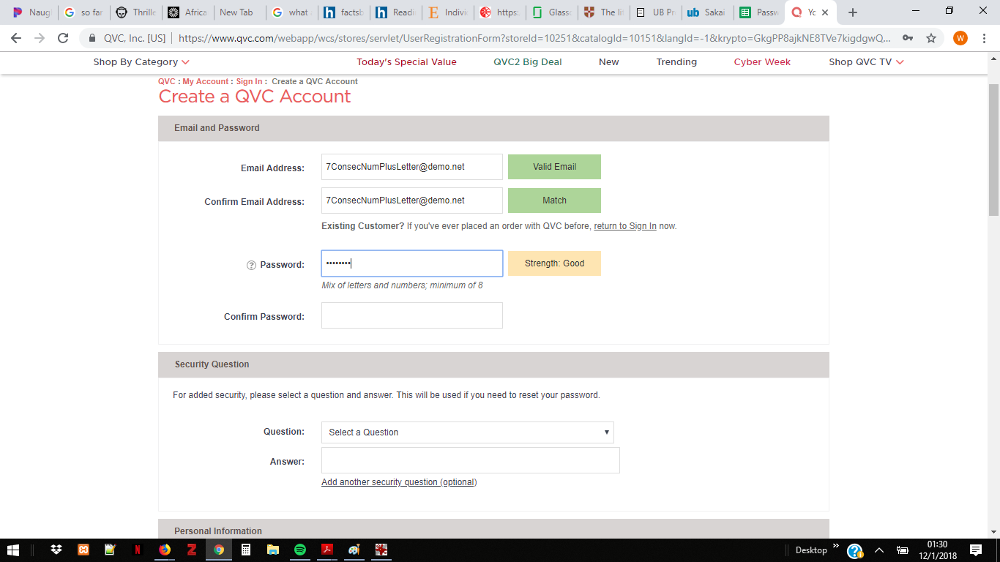 Naug
so far
Thrille
Africa
New Tab
what
factsb
Readi
Indivi
https:
Glass
The li
UB Pr
ub Sakai
Passw
Yc
QVC, Inc. [US] https://www.qvc.com/webapp/wcs/stores/servlet/UserRegistrationForm?storeId=10251&catalogId=10151&langId=-1&krypto=GkgPP8ajkNE8TVe7kigdgwQ...
W
Shop By Category Today's Special Value QVC2 Big Deal New Trending Cyber Week Shop QVC TV
QVC : My Account : Sign In : Create a QVC Account
Create a QVC Account
Email and Password
Email Address: 7ConsecNumPlusLetter@demo.net Valid Email
Confirm Email Address: 7ConsecNumPlusLetter@demo.net Match
Existing Customer? If you've ever placed an order with QVC before, return to Sign In now.
? Password: •••••••• Strength: Good
Mix of letters and numbers; minimum of 8
Confirm Password:
Security Question
For added security, please select a question and answer. This will be used if you need to reset your password.
Question: Select a Question
Answer:
Add another security question (optional)
Personal Information
Desktop
01:30
12/1/2018